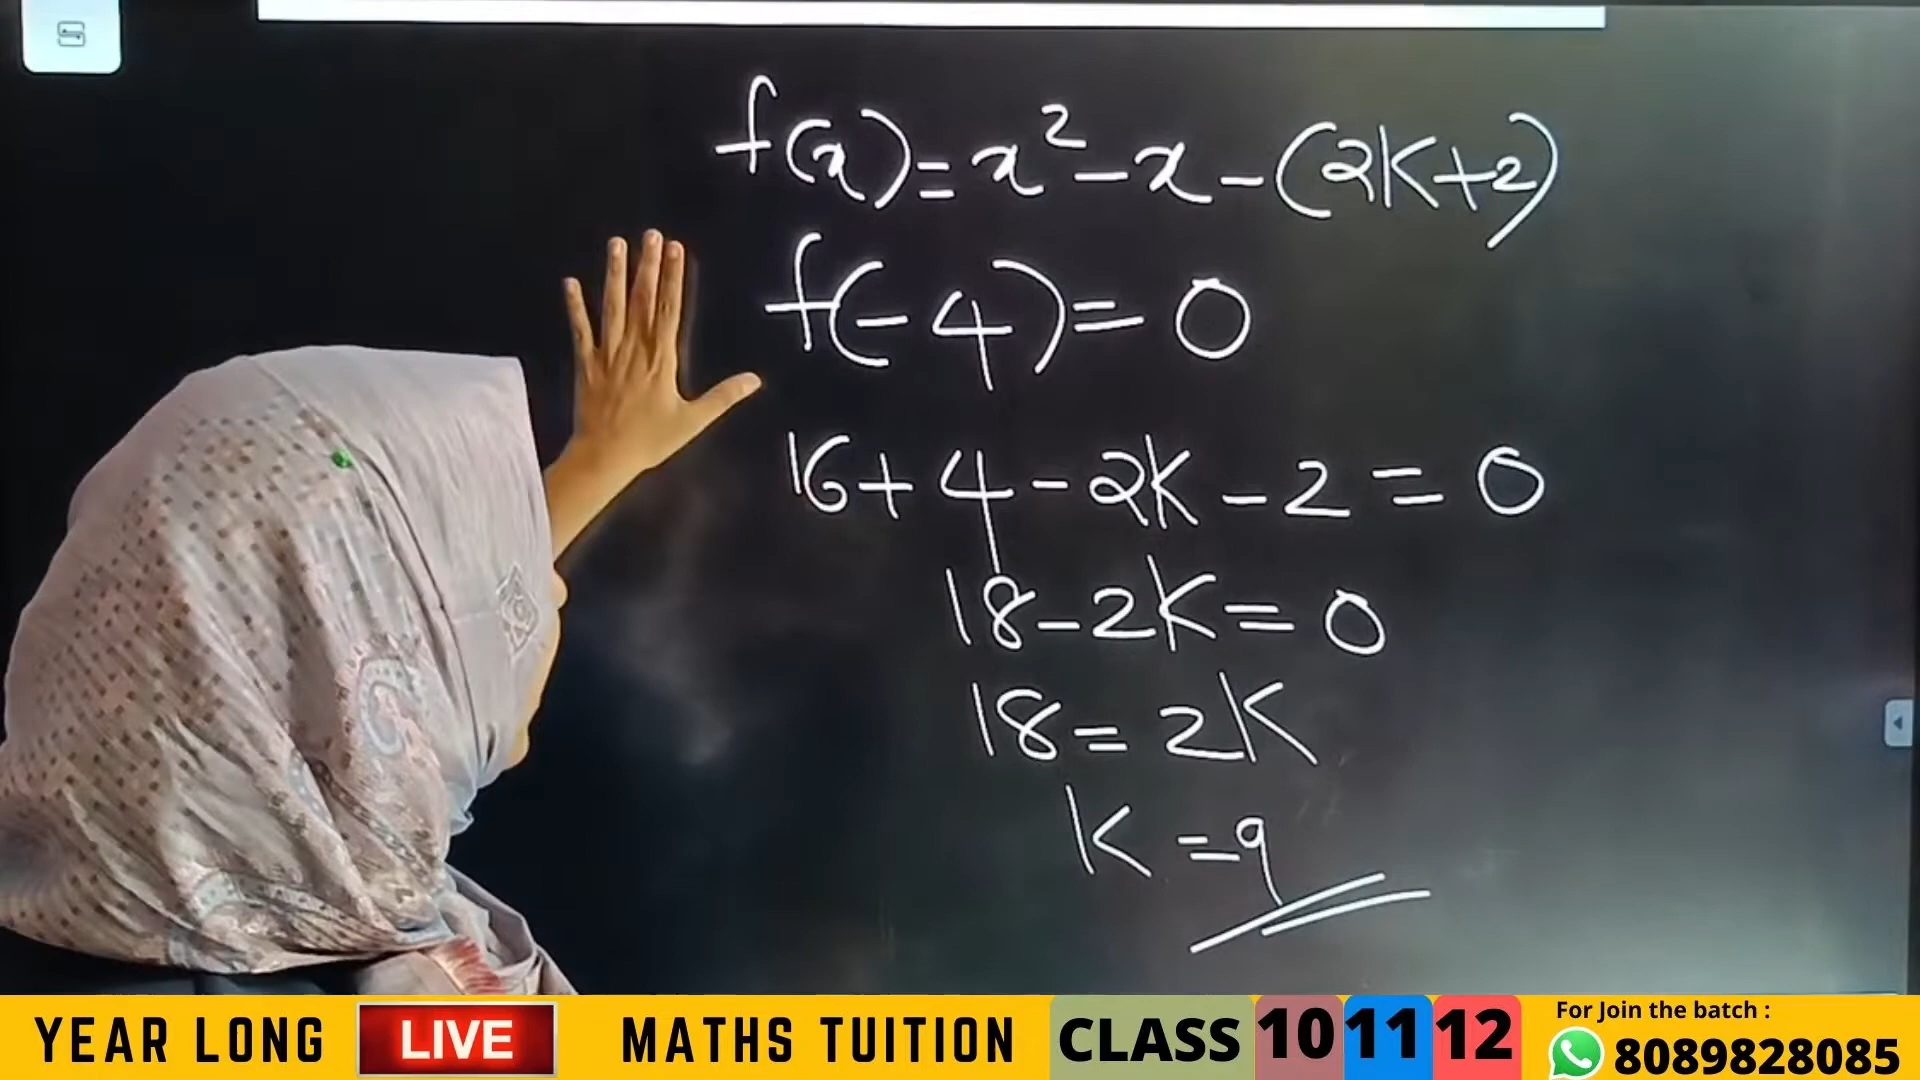 f(x)=x²-x-(2K+2)
f(-4)=0
16+4-2K-2=0
18-2K=0
18=2K
K=9
YEAR LONG LIVE MATHS TUITION CLASS 10 11 12
For Join the batch :
8089828085